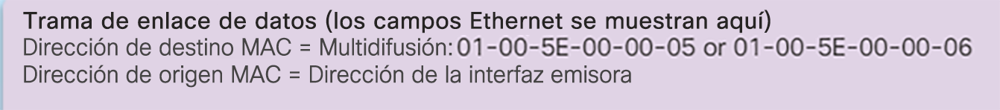 Trama de enlace de datos (los campos Ethernet se muestran aquí)
Dirección de destino MAC = Multidifusión: 01-00-5E-00-00-05 or 01-00-5E-00-00-06
Dirección de origen MAC = Dirección de la interfaz emisora